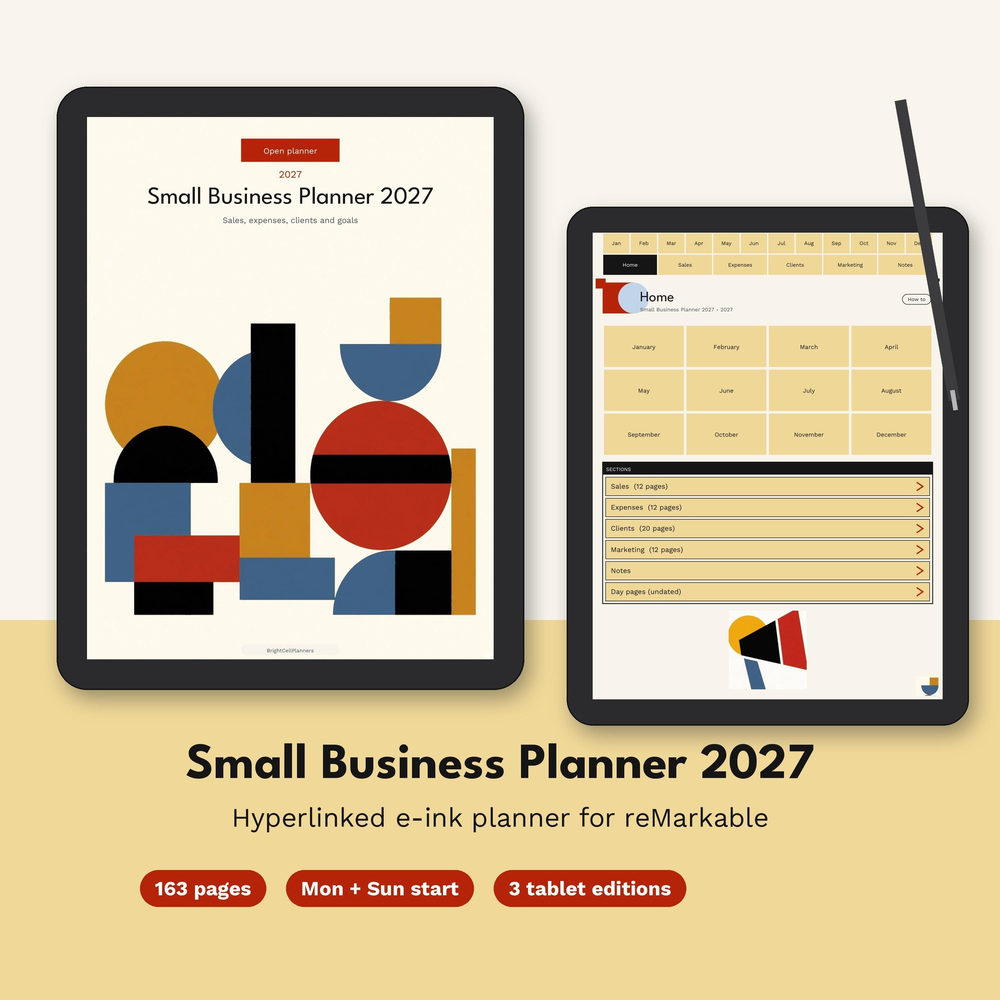 Open planner
2027
Small Business Planner 2027
Sales, expenses, clients and goals
BrightCellPlanners
Jan Feb Mar Apr May Jun Jul Aug Sep Oct Nov
Home Sales Expenses Clients Marketing Notes
Home
How to
Small Business Planner 2027 - 2027
January February March April
May June July August
September October November December
SECTIONS
Sales (12 pages)
Expenses (12 pages)
Clients (20 pages)
Marketing (12 pages)
Notes
Day pages (undated)
Small Business Planner 2027
Hyperlinked e-ink planner for reMarkable
163 pages Mon + Sun start 3 tablet editions